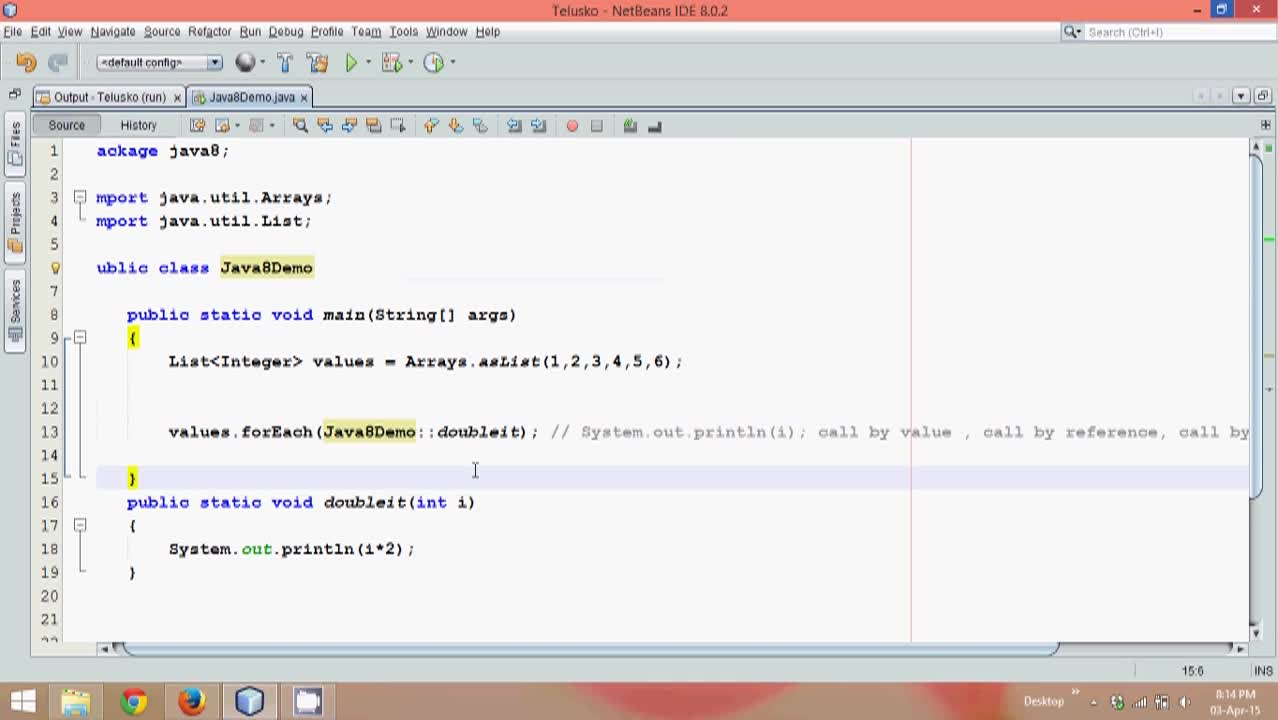 Telusko - NetBeans IDE 8.0.2
File Edit View Navigate Source Refactor Run Debug Profile Team Tools Window Help
Search (Ctrl+I)
<default config>
Output - Telusko (run) x Java8Demo.java x
Files
Projects
Services
Source History
1 ackage java8;
2
3 mport java.util.Arrays;
4 mport java.util.List;
5
ublic class Java8Demo
7
8 public static void main(String[] args)
9 {
10 List<Integer> values = Arrays.asList(1,2,3,4,5,6);
11
12
13 values.forEach(Java8Demo::doubleit); // System.out.println(i); call by value , call by reference, call by
14
15 }
16 public static void doubleit(int i)
17 {
18 System.out.println(i*2);
19 }
20
21
15:6 INS
Desktop
8:14 PM
03-Apr-15